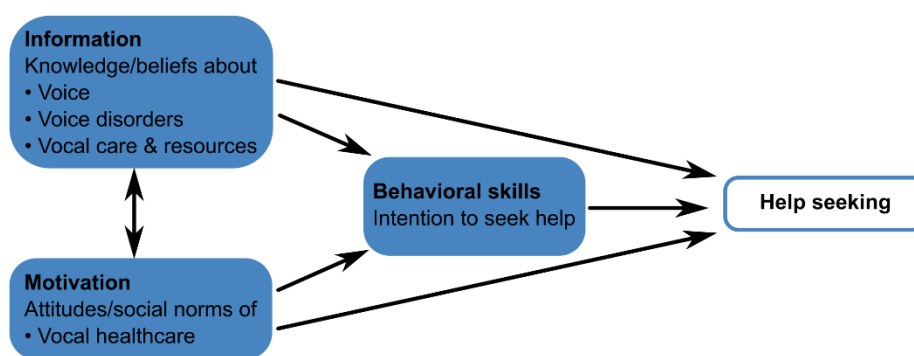 Information
Knowledge/beliefs about
• Voice
• Voice disorders
• Vocal care & resources
Behavioral skills
Intention to seek help
Help seeking
Motivation
Attitudes/social norms of
• Vocal healthcare